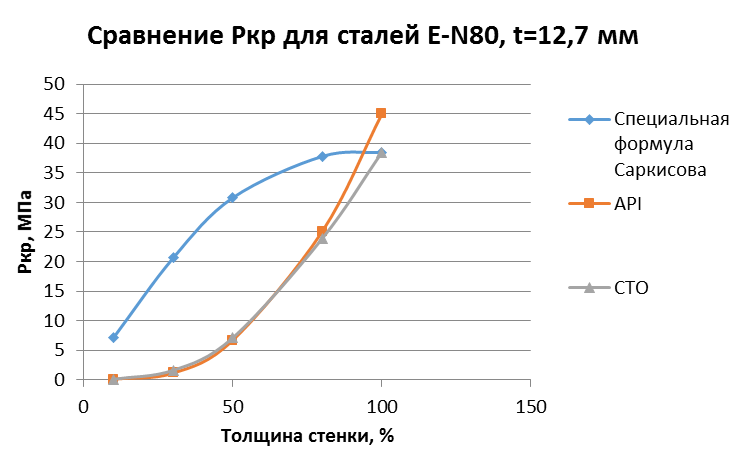 Сравнение Ркр для сталей E-N80, t=12,7 мм
50
45
40
35
30
25
20
15
10
5
0
Ркр, МПа
0
50
100
150
Толщина стенки, %
Специальная
формула
Саркисова
API
СТО